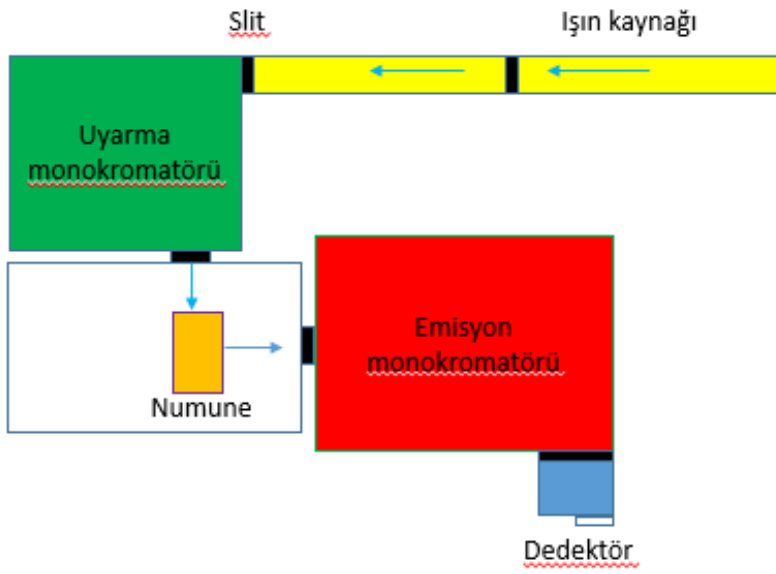 Slit
Işın kaynağı
Uyarma
monokromatörü
Emisyon
monokromatörü
Numune
Dedektör